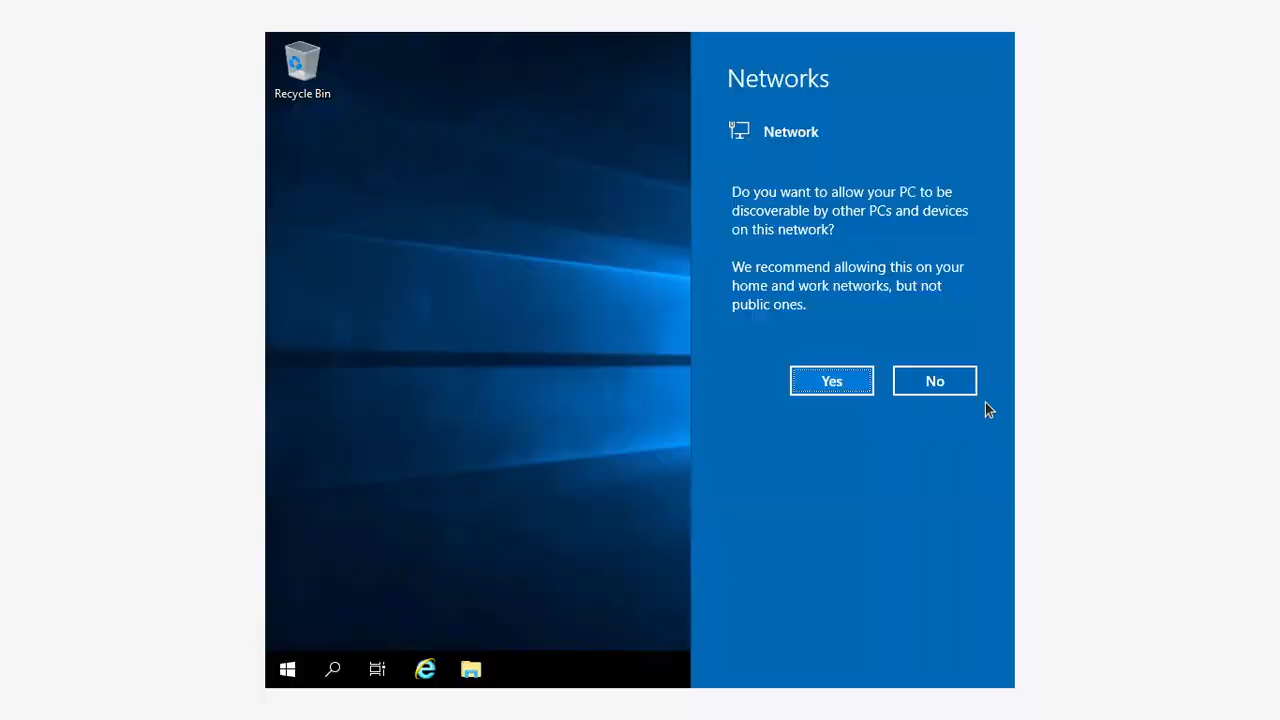 Recycle Bin
Networks
Network
Do you want to allow your PC to be
discoverable by other PCs and devices
on this network?
We recommend allowing this on your
home and work networks, but not
public ones.
Yes
No